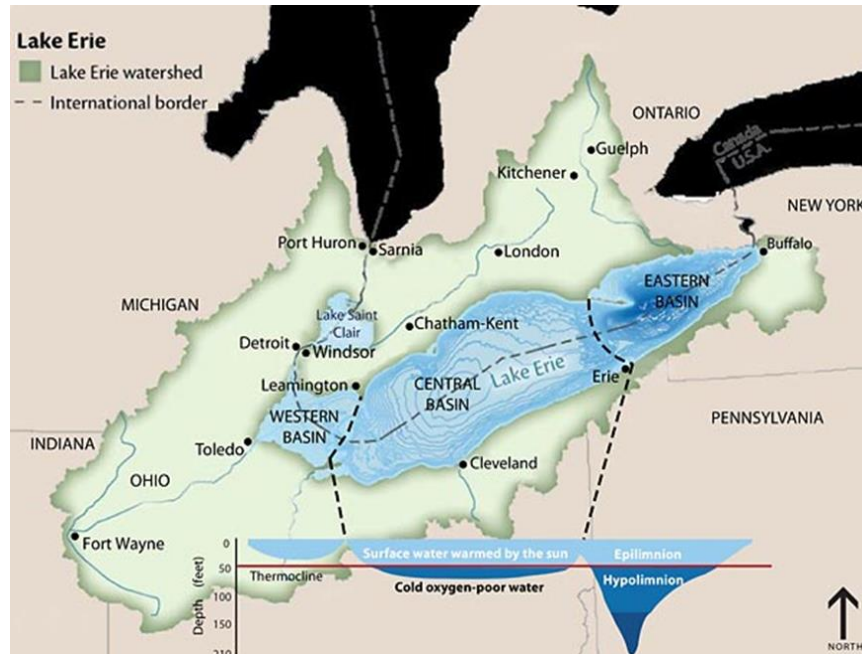 Lake Erie
Lake Erie watershed
International border
ONTARIO
Canada
U.S.A.
Guelph
Kitchener
NEW YORK
Port Huron
Sarnia
London
Buffalo
EASTERN
BASIN
MICHIGAN
Lake Saint
Clair
Chatham-Kent
Detroit
Windsor
Lake Erie
Erie
Leamington
CENTRAL
BASIN
WESTERN
BASIN
PENNSYLVANIA
INDIANA
Toledo
Cleveland
OHIO
Fort Wayne
Depth (feet)
0
50
100
150
210
Surface water warmed by the sun
Epilimnion
Thermocline
Cold oxygen-poor water
Hypolimnion
NORTH